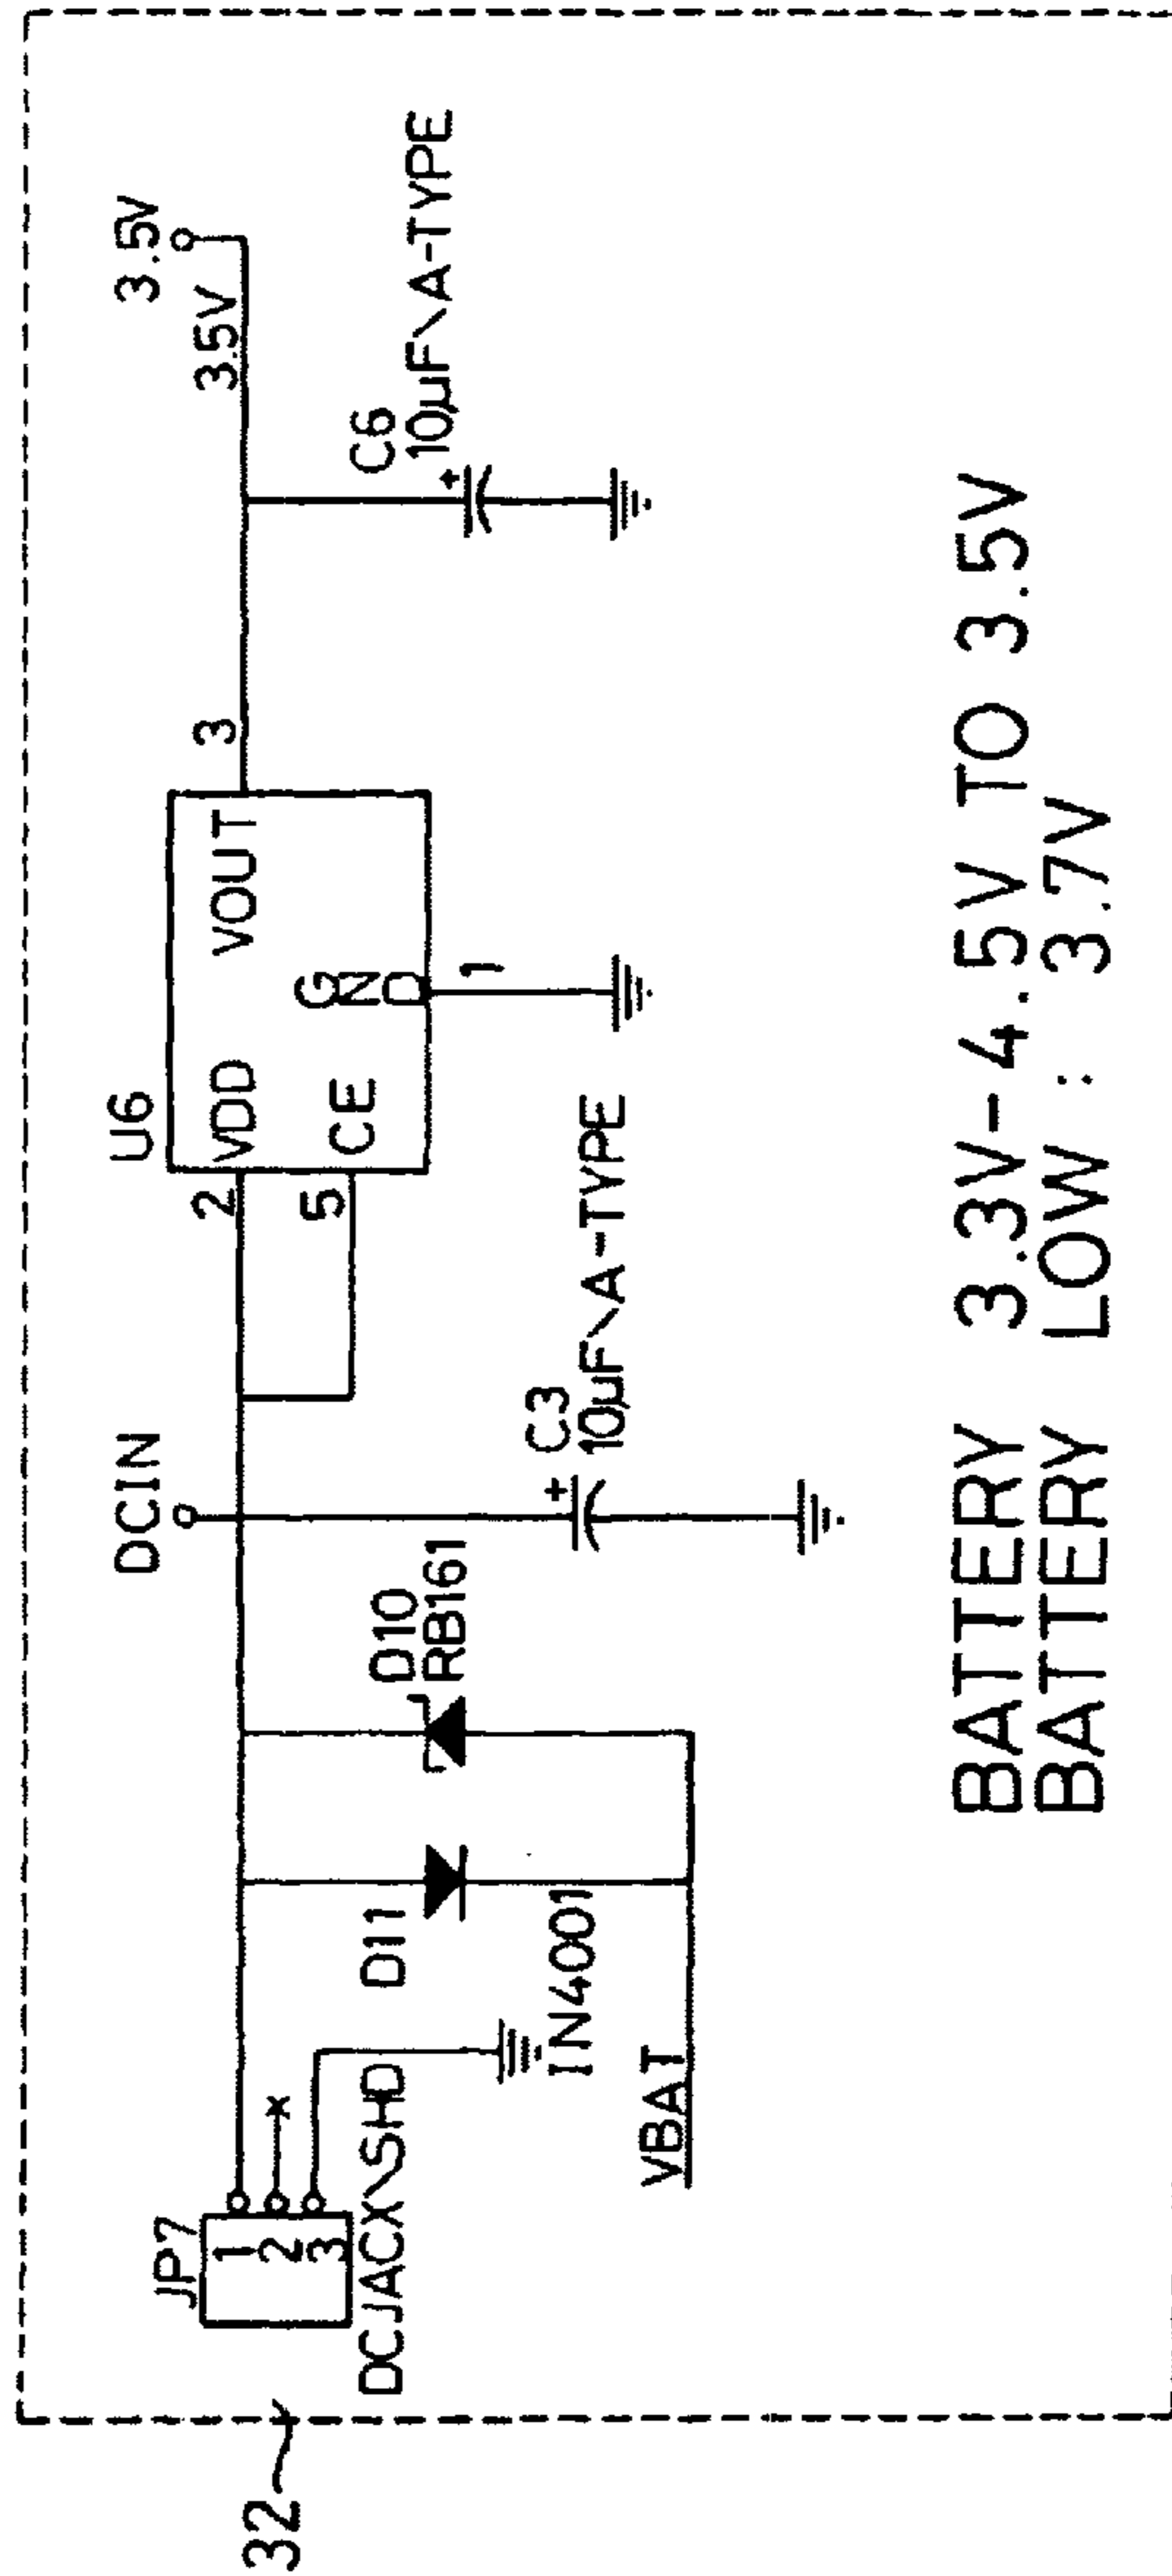 32
JP7
1
2
3
DCJACX\SHD
D11
IN4001
VBAT
D10
RB161
DCIN
C3
+
10µF\A-TYPE
U6
2
VDD
5
CE
GND
1
VOUT
3
C6
+
10µF\A-TYPE
3.5V
3.5V
BATTERY 3.3V-4.5V TO 3.5V
BATTERY LOW : 3.7V